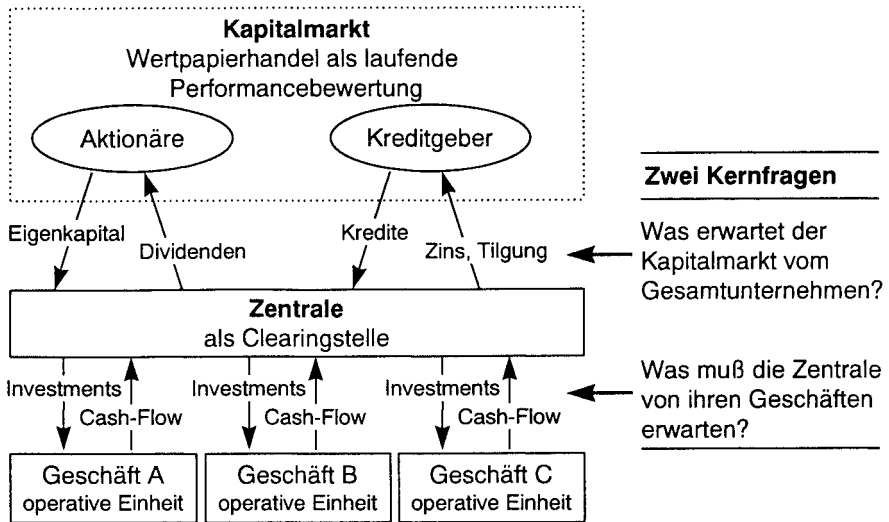 Kapitalmarkt
Wertpapierhandel als laufende
Performancebewertung
Aktionäre
Kreditgeber
Eigenkapital
Dividenden
Kredite
Zins, Tilgung
Zentrale
als Clearingstelle
Investments
Cash-Flow
Investments
Cash-Flow
Investments
Cash-Flow
Geschäft A
operative Einheit
Geschäft B
operative Einheit
Geschäft C
operative Einheit
Zwei Kernfragen
Was erwartet der
Kapitalmarkt vom
Gesamtunternehmen?
Was muß die Zentrale
von ihren Geschäften
erwarten?